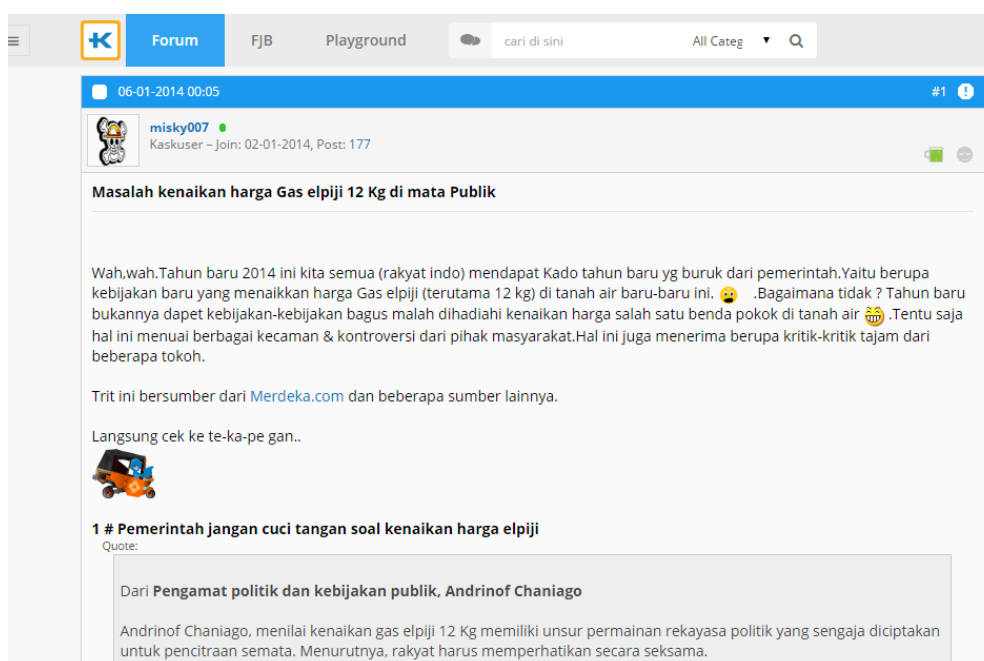 Forum FJB Playground cari di sini All Categ
06-01-2014 00:05 #1
misky007
Kaskuser – Join: 02-01-2014, Post: 177
Masalah kenaikan harga Gas elpiji 12 Kg di mata Publik
Wah,wah.Tahun baru 2014 ini kita semua (rakyat indo) mendapat Kado tahun baru yg buruk dari pemerintah.Yaitu berupa
kebijakan baru yang menaikkan harga Gas elpiji (terutama 12 kg) di tanah air baru-baru ini. .Bagaimana tidak ? Tahun baru
bukannya dapet kebijakan-kebijakan bagus malah dihadiahi kenaikan harga salah satu benda pokok di tanah air .Tentu saja
hal ini menuai berbagai kecaman & kontroversi dari pihak masyarakat.Hal ini juga menerima berupa kritik-kritik tajam dari
beberapa tokoh.
Trit ini bersumber dari Merdeka.com dan beberapa sumber lainnya.
Langsung cek ke te-ka-pe gan..
1 # Pemerintah jangan cuci tangan soal kenaikan harga elpiji
Quote:
Dari Pengamat politik dan kebijakan publik, Andrinof Chaniago
Andrinof Chaniago, menilai kenaikan gas elpiji 12 Kg memiliki unsur permainan rekayasa politik yang sengaja diciptakan
untuk pencitraan semata. Menurutnya, rakyat harus memperhatikan secara seksama.